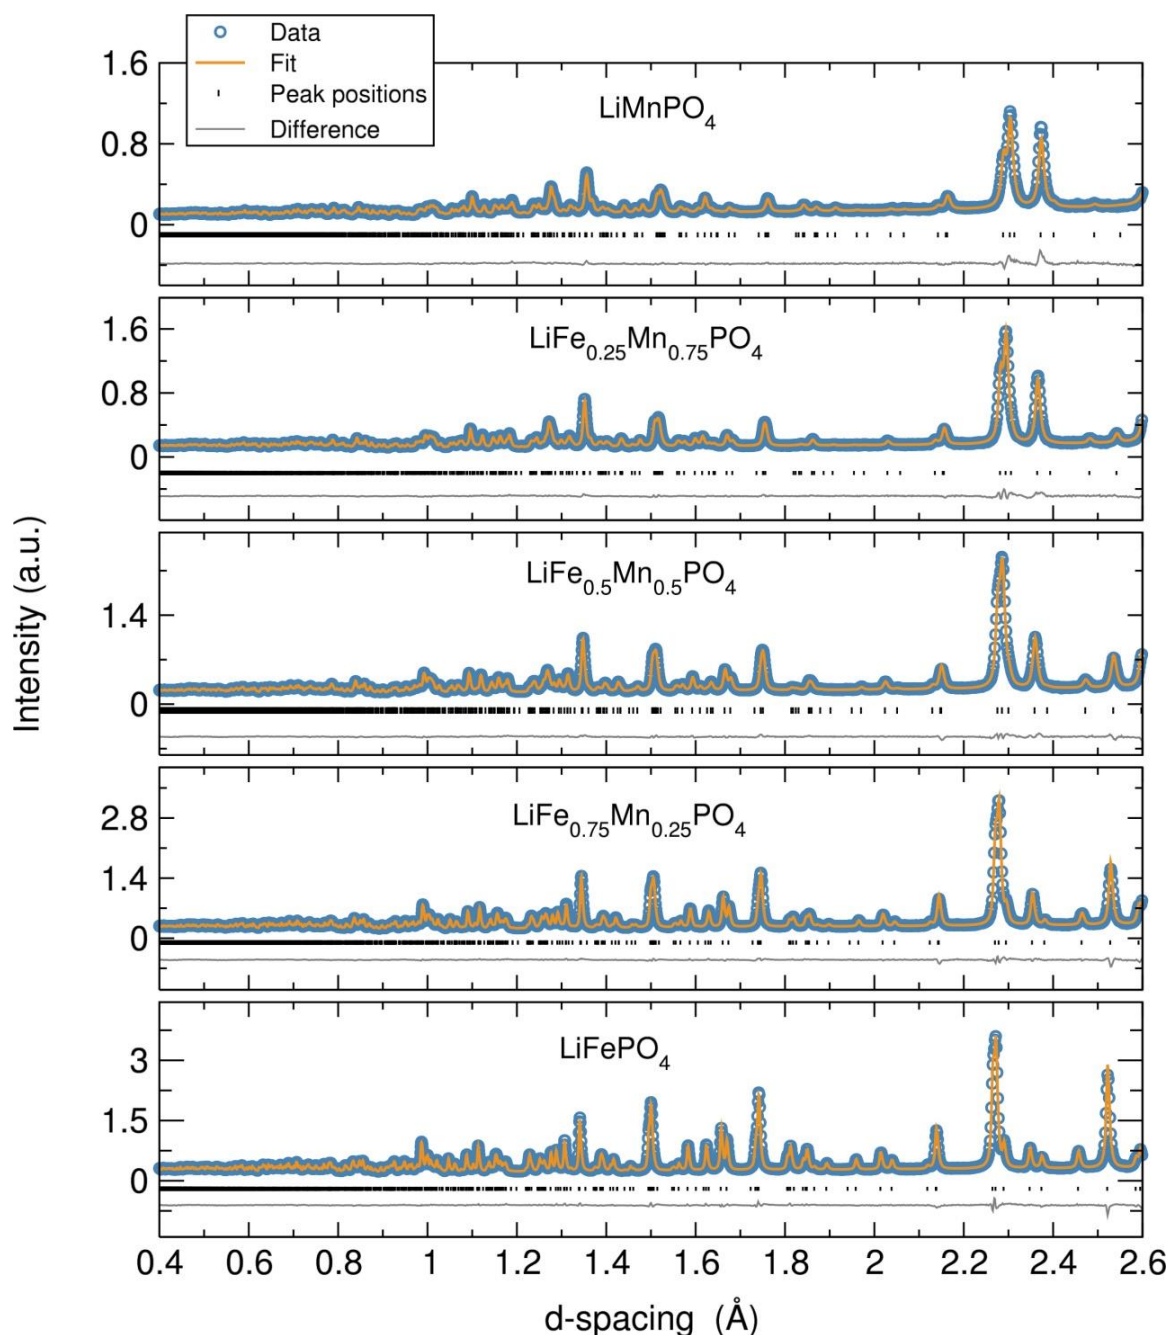 Data
Fit
Peak positions
Difference
1.6
LiMnPO4
0.8
0
1.6
LiFe0.25Mn0.75PO4
0.8
0
LiFe0.5Mn0.5PO4
1.4
0
2.8
LiFe0.75Mn0.25PO4
1.4
0
LiFePO4
3
1.5
0
0.4 0.6 0.8 1 1.2 1.4 1.6 1.8 2 2.2 2.4 2.6
d-spacing (Å)
Intensity (a.u.)